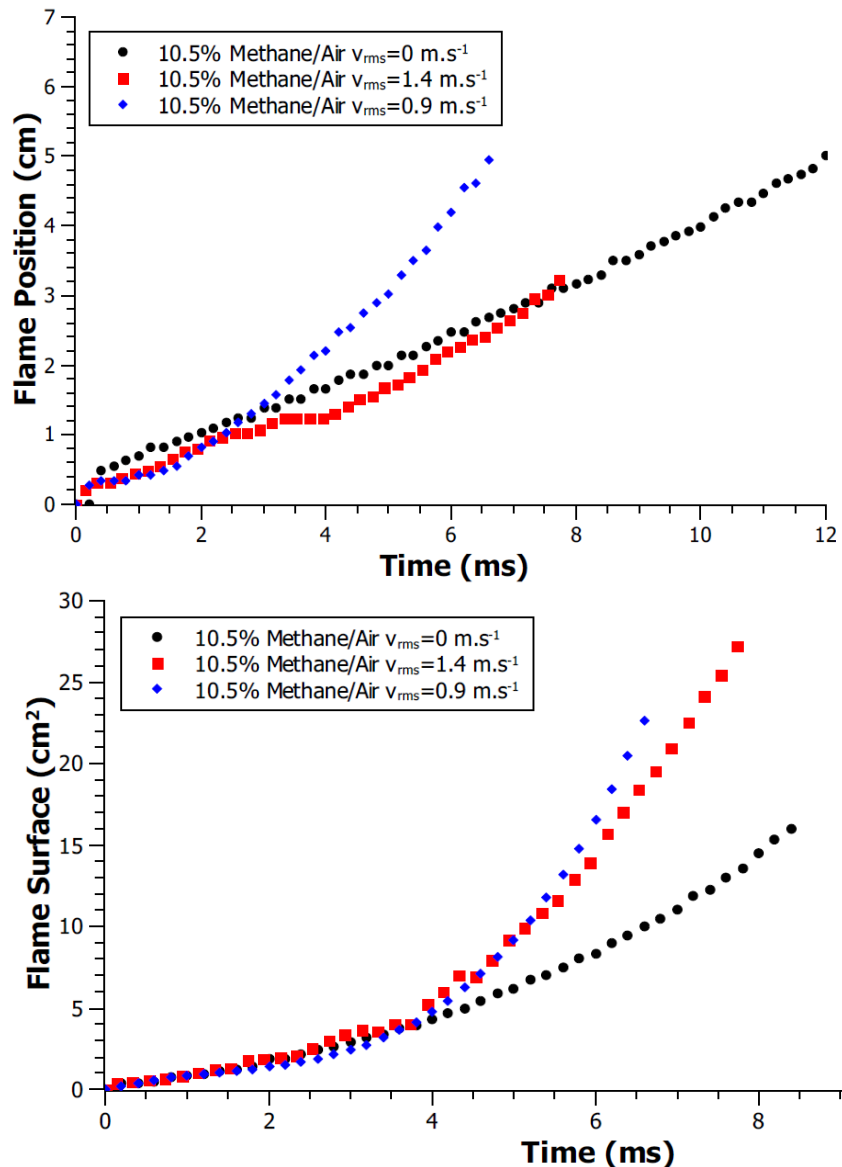 7
10.5% Methane/Air vrms=0 m.s-1
10.5% Methane/Air vrms=1.4 m.s-1
10.5% Methane/Air vrms=0.9 m.s-1
6
5
4
3
2
1
0
Flame Position (cm)
0 2 4 6 8 10 12
Time (ms)
30
10.5% Methane/Air vrms=0 m.s-1
10.5% Methane/Air vrms=1.4 m.s-1
10.5% Methane/Air vrms=0.9 m.s-1
25
20
15
10
5
0
Flame Surface (cm²)
0 2 4 6 8
Time (ms)